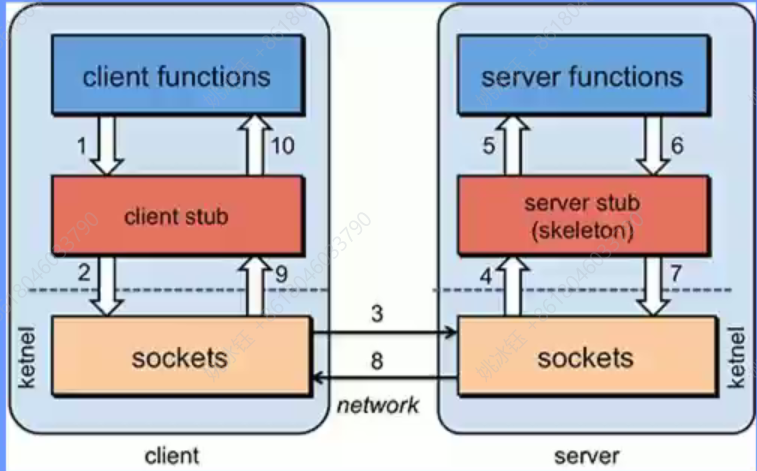 client functions
server functions
1
10
5
6
client stub
server stub
(skeleton)
2
9
4
7
3
ketnel
sockets
8
sockets
ketnel
network
client
server